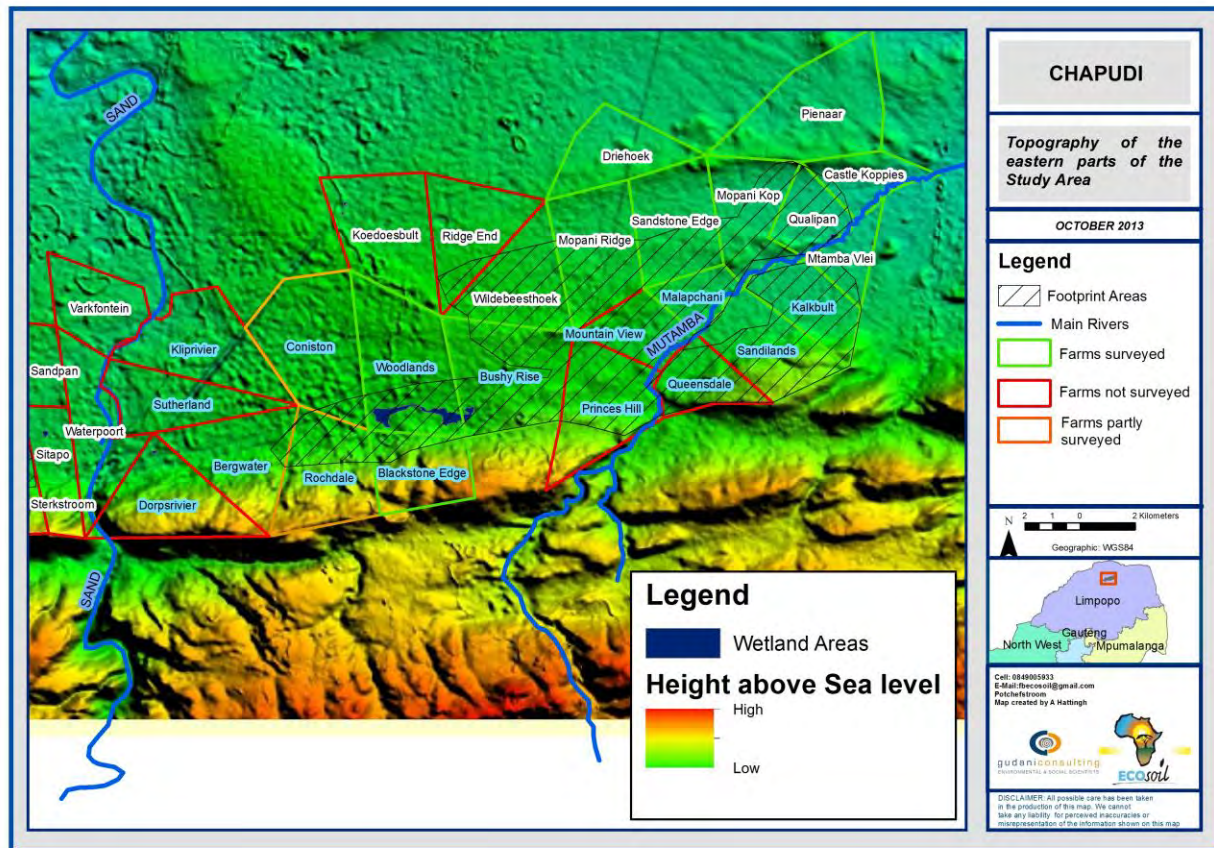 SAND
Pienaar
Driehoek
Castle Koppies
Mopani Kop
Koedoesbult
Ridge End
Sandstone Edge
Qualipan
Mopani Ridge
Mtamba Vlei
Varkfontein
Wildebeesthoek
Malapchani
Kalkbult
Kliprivier
Coniston
Mountain View
MUTAMBA
Sandilands
Sandpan
Woodlands
Bushy Rise
Queensdale
Sutherland
Princes Hill
Waterpoort
Sitapo
Bergwater
Rochdale
Blackstone Edge
Sterkstroom
Dorpsrivier
SAND
Legend
Wetland Areas
Height above Sea level
High
Low
CHAPUDI
Topography of the
eastern parts of the
Study Area
OCTOBER 2013
Legend
Footprint Areas
Main Rivers
Farms surveyed
Farms not surveyed
Farms partly
surveyed
N
2 1 0 2 Kilometers
Geographic: WGS84
Limpopo
Gauteng
North West
Mpumalanga
Cell: 0849005933
E-Mail:fbecosoil@gmail.com
Potchefstroom
Map created by A Hattingh
gudaniconsulting
ENVIRONMENTAL & SOCIAL SCIENTISTS
ECOsoil
DISCLAIMER: All possible care has been taken
in the production of this map. We cannot
take any liability for perceived inaccuracies or
misrepresentation of the information shown on this map